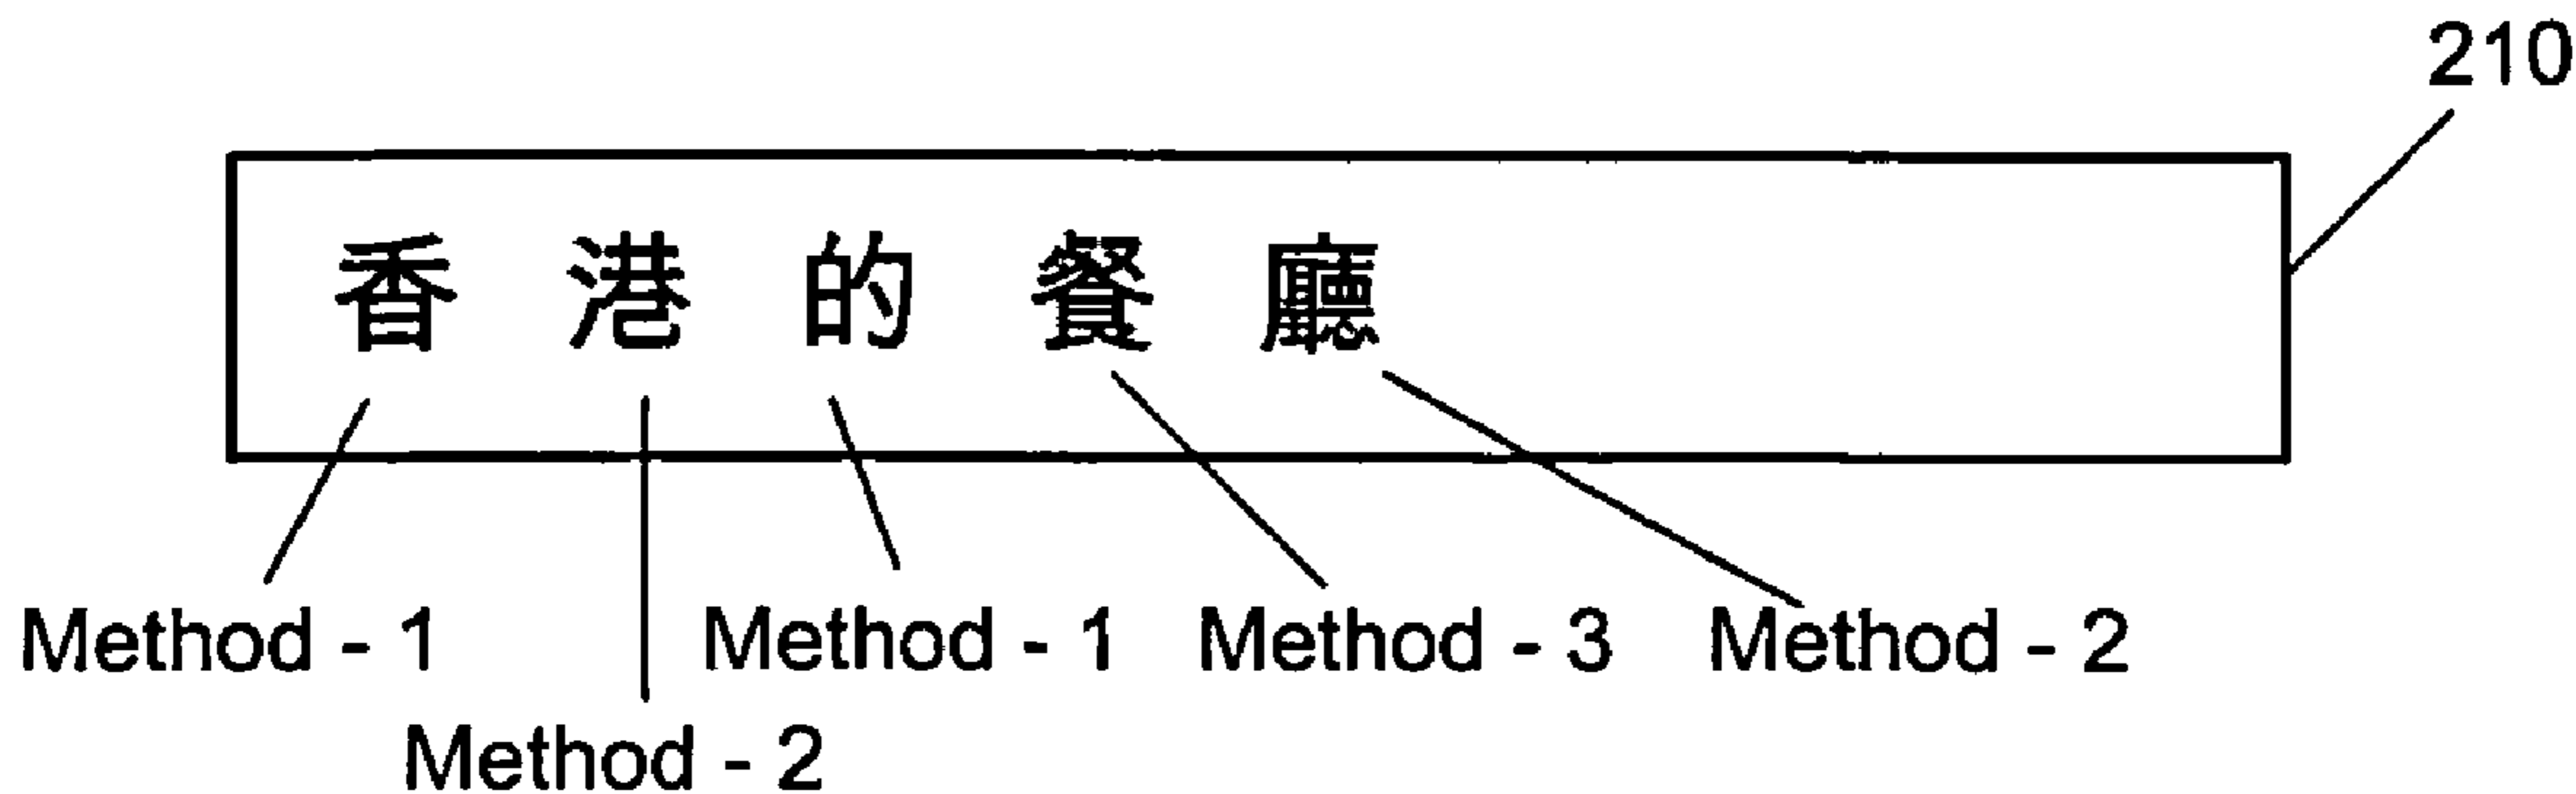 210
香 港 的 餐 廳
Method - 1 Method - 1 Method - 3 Method - 2
Method - 2